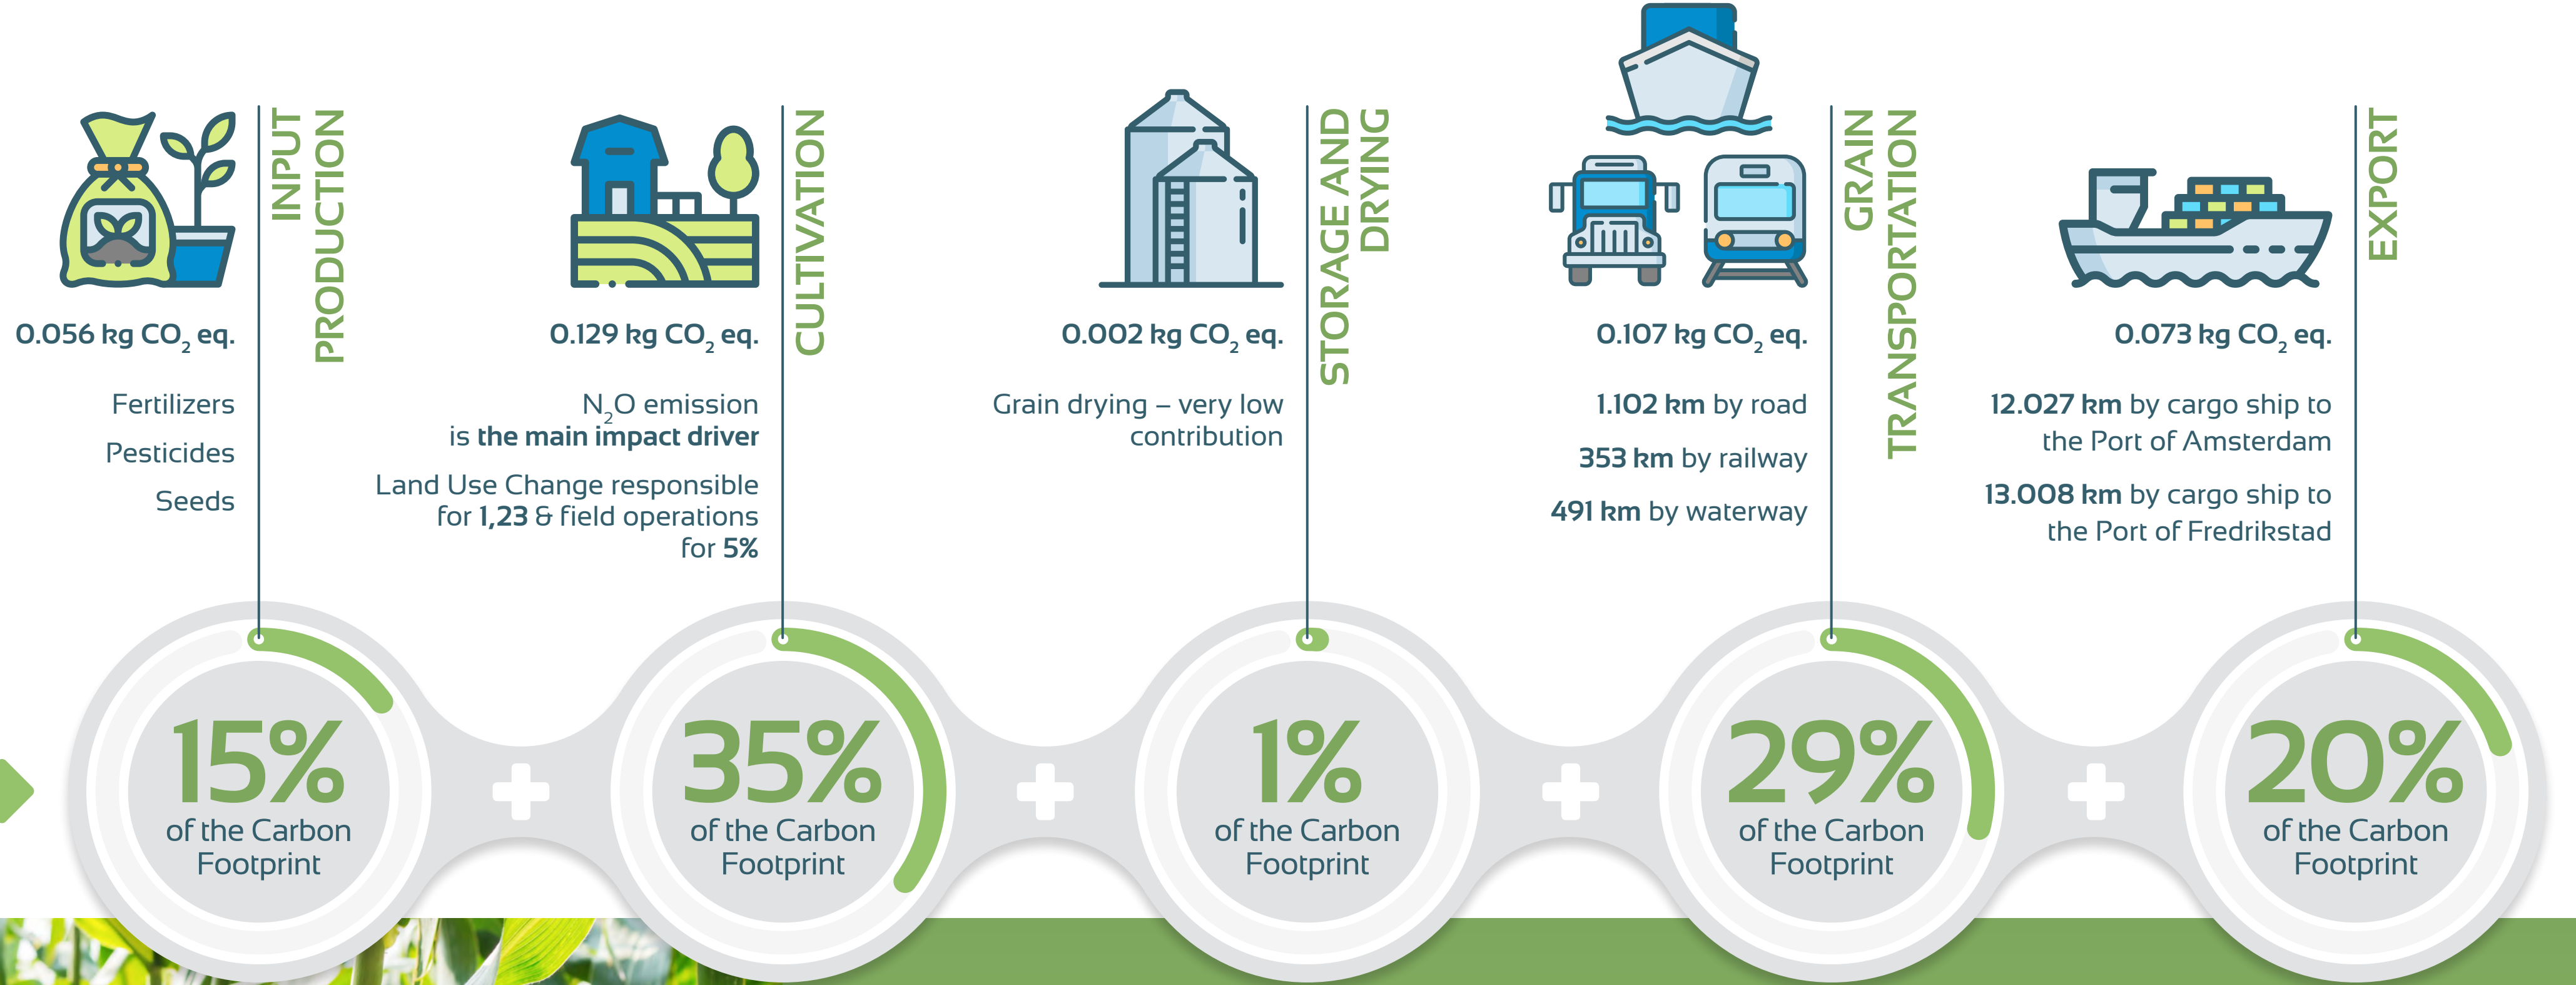 INPUT
PRODUCTION
0.056 kg CO₂ eq.
Fertilizers
Pesticides
Seeds
15%
of the Carbon
Footprint
CULTIVATION
0.129 kg CO₂ eq.
N₂O emission
is the main impact driver
Land Use Change responsible
for 1,23 & field operations
for 5%
35%
of the Carbon
Footprint
STORAGE AND
DRYING
0.002 kg CO₂ eq.
Grain drying – very low
contribution
1%
of the Carbon
Footprint
GRAIN
TRANSPORTATION
0.107 kg CO₂ eq.
1.102 km by road
353 km by railway
491 km by waterway
29%
of the Carbon
Footprint
EXPORT
0.073 kg CO₂ eq.
12.027 km by cargo ship to
the Port of Amsterdam
13.008 km by cargo ship to
the Port of Fredrikstad
20%
of the Carbon
Footprint